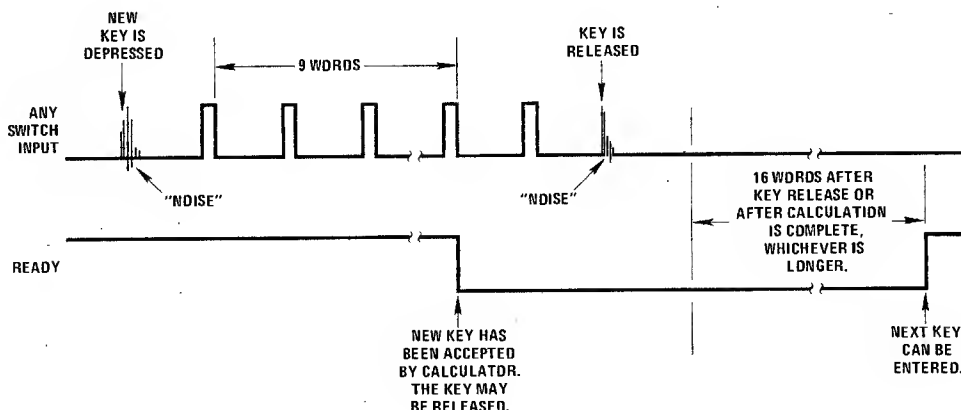 NEW
KEY IS
DEPRESSED
9 WORDS
KEY IS
RELEASED
ANY
SWITCH
INPUT
"NOISE"
"NOISE"
16 WORDS AFTER
KEY RELEASE OR
AFTER CALCULATION
IS COMPLETE,
WHICHEVER IS
LONGER.
READY
NEW KEY HAS
BEEN ACCEPTED
BY CALCULATOR.
THE KEY MAY
BE RELEASED.
NEXT KEY
CAN BE
ENTERED.